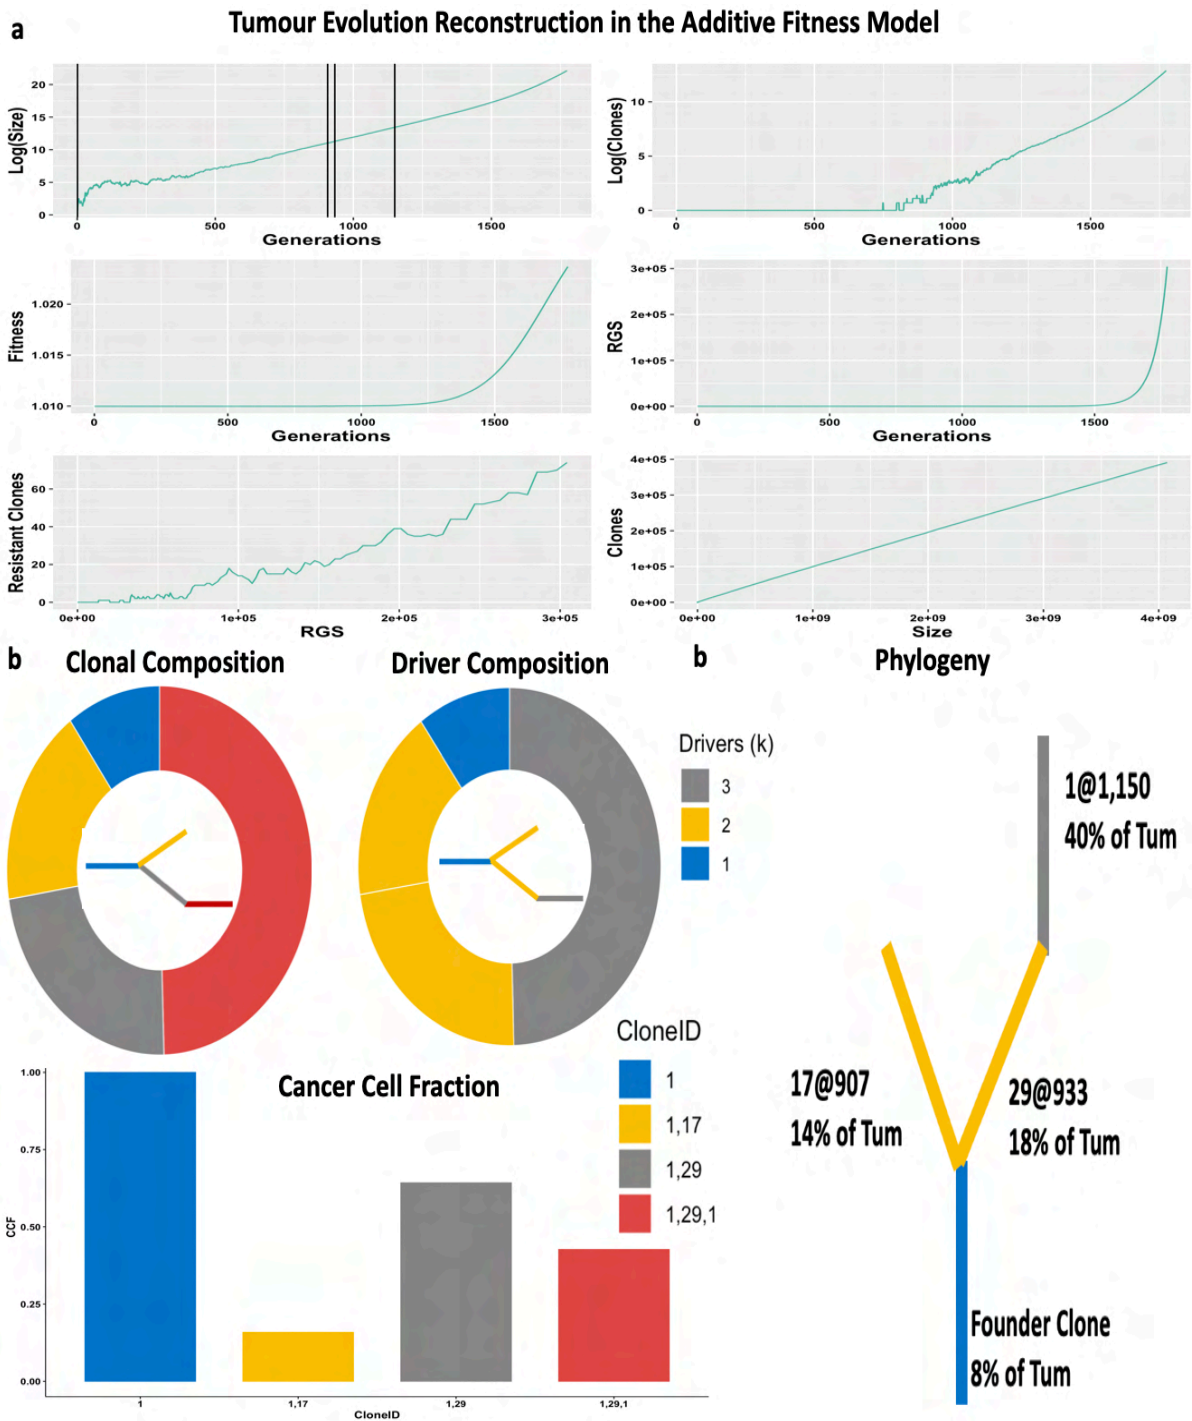 Tumour Evolution Reconstruction in the Additive Fitness Model
a
Log(Size)
20
15
10
5
0
0 500 1000 1500
Generations
Log(Clones)
10
5
0
0 500 1000 1500
Generations
Fitness
1.020
1.015
1.010
0 500 1000 1500
Generations
RGS
3e+05
2e+05
1e+05
0e+00
0 500 1000 1500
Generations
Resistant Clones
60
40
20
0
0e+00 1e+05 2e+05 3e+05
RGS
Clones
4e+05
3e+05
2e+05
1e+05
0e+00
0e+00 1e+09 2e+09 3e+09 4e+09
Size
b
Clonal Composition
Driver Composition
Drivers (k)
3
2
1
CloneID
1
1,17
1,29
1,29,1
Cancer Cell Fraction
CCF
1.00
0.75
0.50
0.25
0.00
1 1,17 1,29 1,29,1
CloneID
b
Phylogeny
1@1,150
40% of Tum
17@907
14% of Tum
29@933
18% of Tum
Founder Clone
8% of Tum